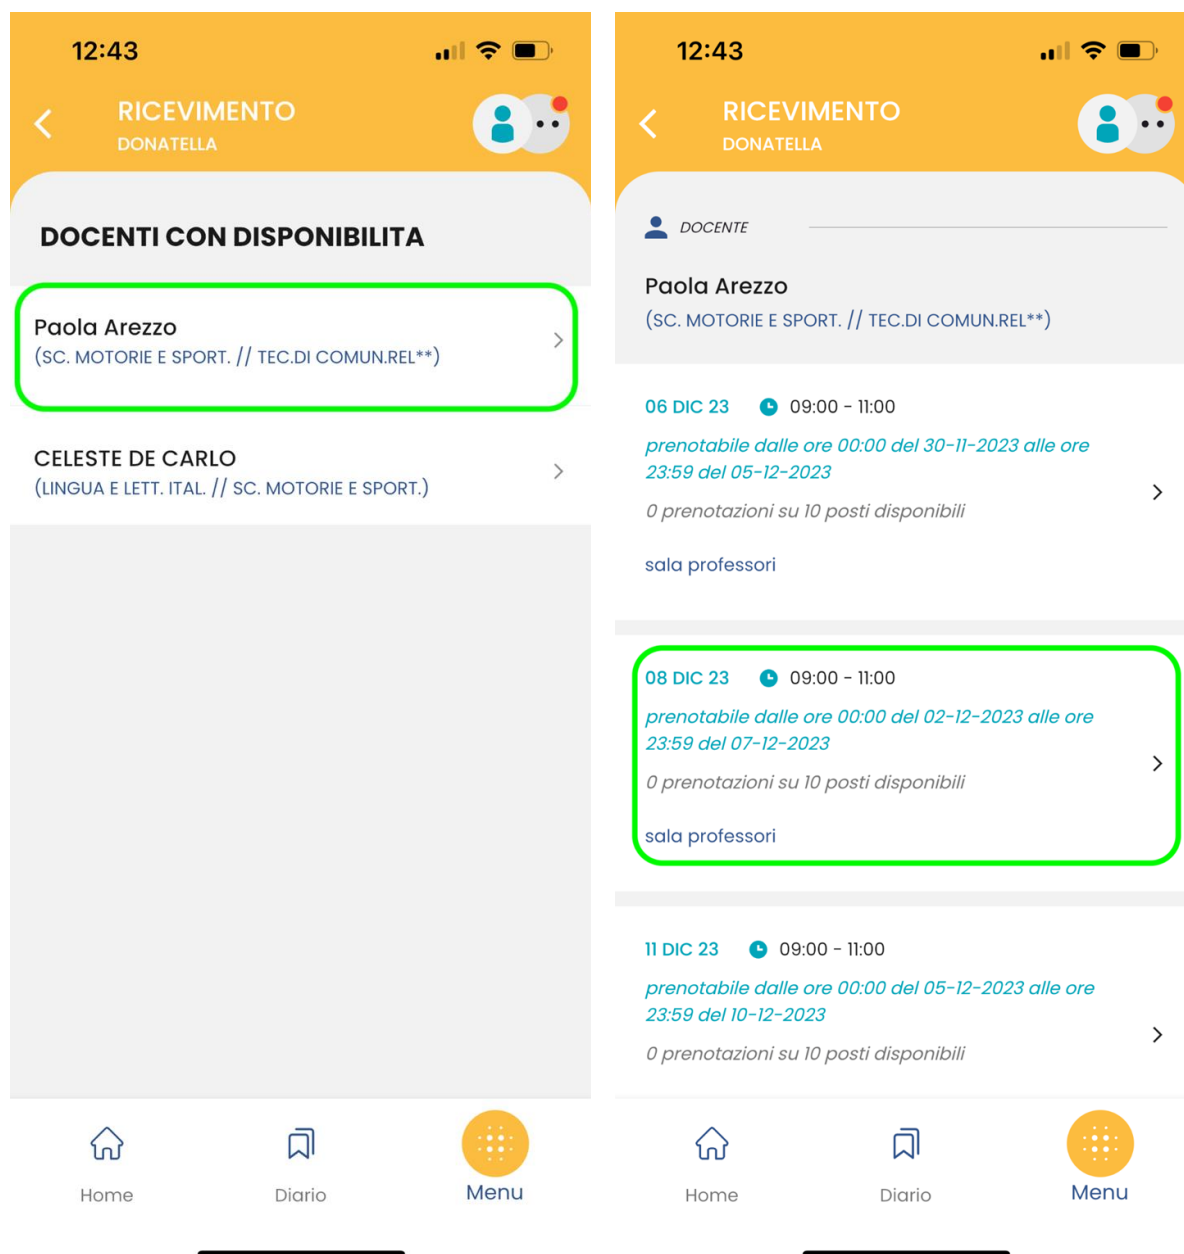 12:43
RICEVIMENTO
DONATELLA
DOCENTI CON DISPONIBILITA
Paola Arezzo
(SC. MOTORIE E SPORT. // TEC.DI COMUN.REL**)
CELESTE DE CARLO
(LINGUA E LETT. ITAL. // SC. MOTORIE E SPORT.)
Home
Diario
Menu
12:43
RICEVIMENTO
DONATELLA
DOCENTE
Paola Arezzo
(SC. MOTORIE E SPORT. // TEC.DI COMUN.REL**)
06 DIC 23 09:00 - 11:00
prenotabile dalle ore 00:00 del 30-11-2023 alle ore
23:59 del 05-12-2023
0 prenotazioni su 10 posti disponibili
sala professori
08 DIC 23 09:00 - 11:00
prenotabile dalle ore 00:00 del 02-12-2023 alle ore
23:59 del 07-12-2023
0 prenotazioni su 10 posti disponibili
sala professori
11 DIC 23 09:00 - 11:00
prenotabile dalle ore 00:00 del 05-12-2023 alle ore
23:59 del 10-12-2023
0 prenotazioni su 10 posti disponibili
Home
Diario
Menu